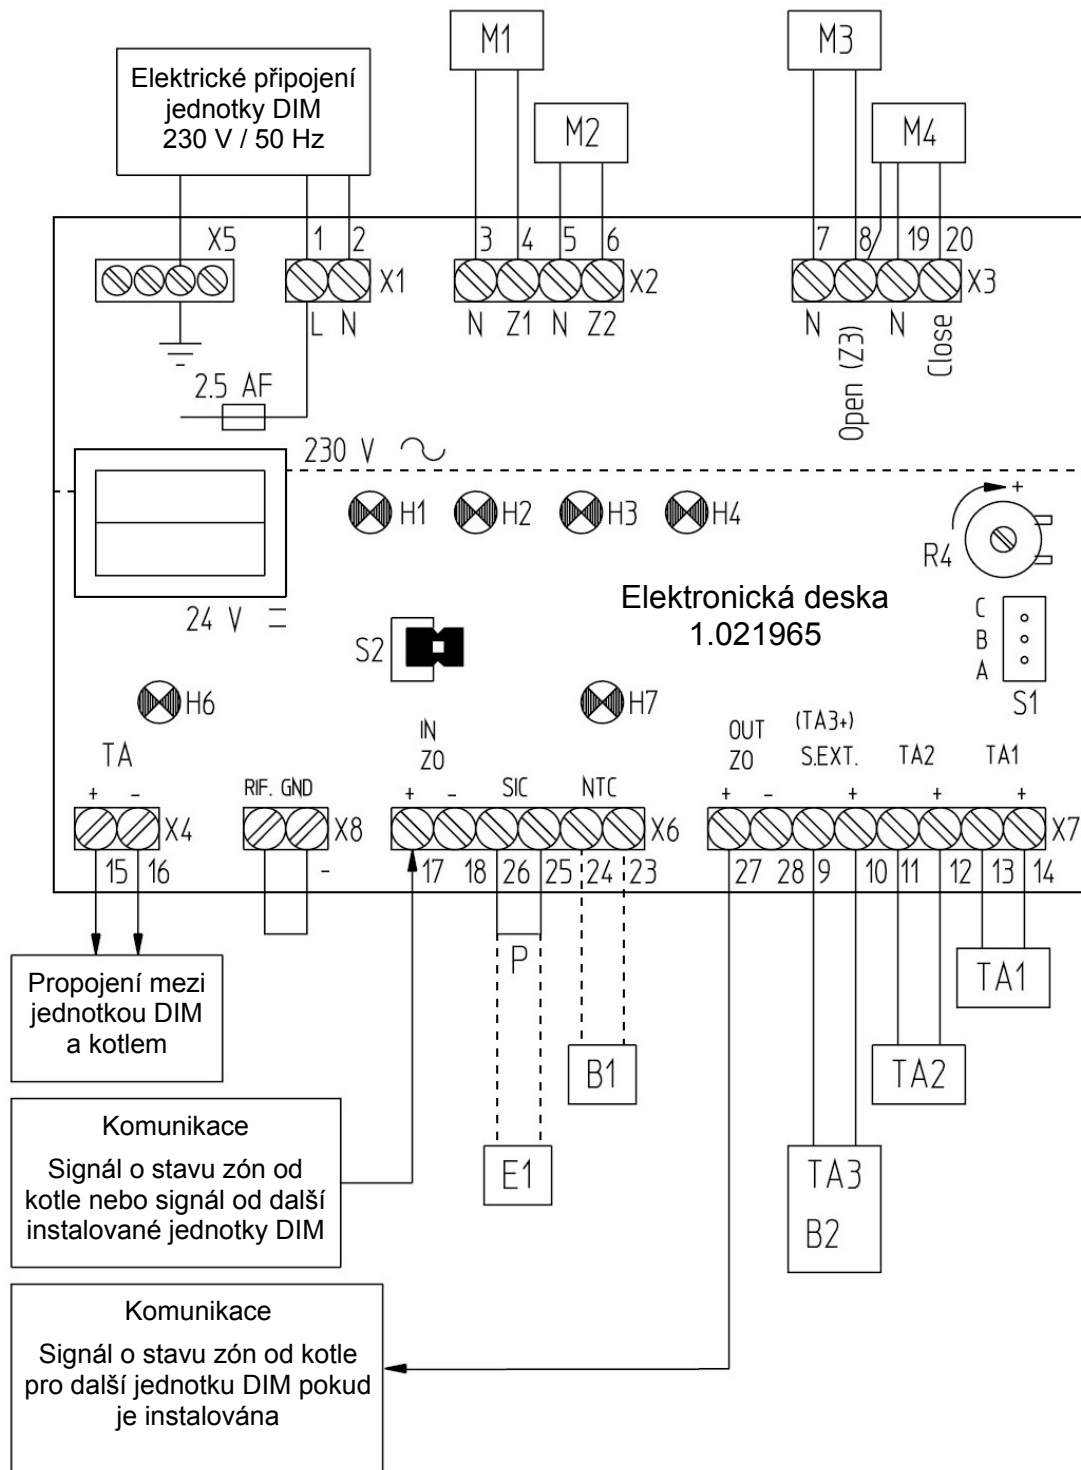 M1
M3
Elektrické připojení
jednotky DIM
230 V / 50 Hz
M2
M4
X5
1 2
3 4 5 6
7 8 19 20
X1
X2
X3
L N
N Z1 N Z2
N Open (Z3) N Close
2.5 AF
230 V
H1 H2 H3 H4
+
R4
Elektronická deska
1.021965
24 V
S2
C
B
A
S1
H6
H7
TA
IN
Z0
OUT
Z0
(TA3+)
S.EXT.
TA2
TA1
RIF. GND
SIC
NTC
+ -
+ -
+ - + + +
X4
X8
X6
X7
15 16
-
17 18 26 25 24 23
27 28 9 10 11 12 13 14
P
Propojení mezi
jednotkou DIM
a kotlem
TA1
B1
TA2
Komunikace
Signál o stavu zón od
kotle nebo signál od další
instalované jednotky DIM
E1
TA3
B2
Komunikace
Signál o stavu zón od kotle
pro další jednotku DIM pokud
je instalována